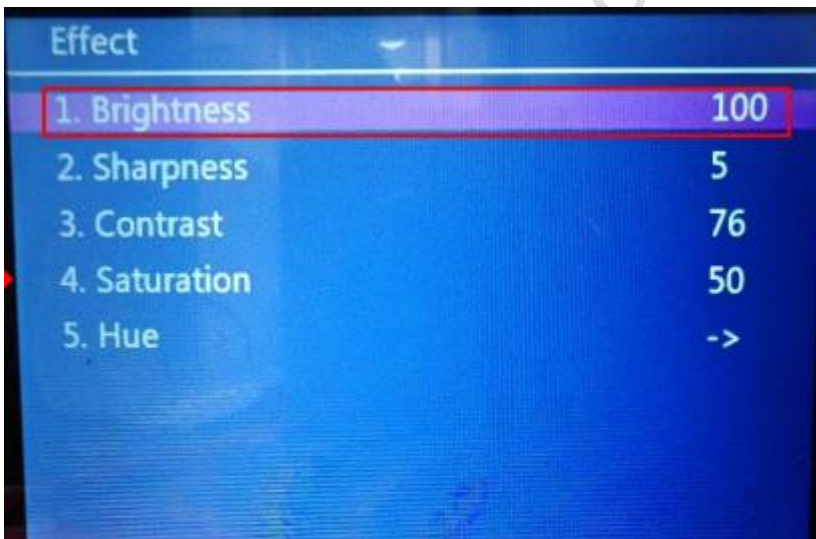 Effect
1. Brightness 100
2. Sharpness 5
3. Contrast 76
4. Saturation 50
5. Hue ->